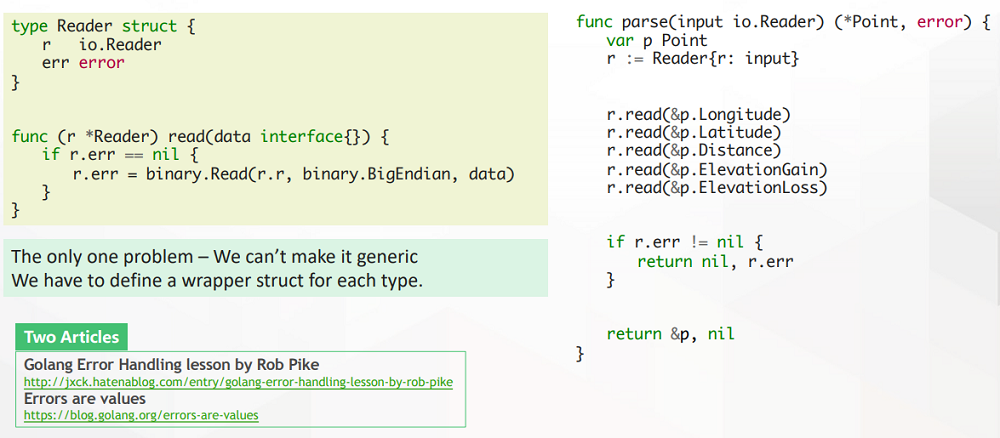 type Reader struct {
    r   io.Reader
    err error
}
func (r *Reader) read(data interface{}) {
    if r.err == nil {
        r.err = binary.Read(r.r, binary.BigEndian, data)
    }
}
The only one problem – We can't make it generic
We have to define a wrapper struct for each type.
Two Articles
Golang Error Handling lesson by Rob Pike
http://jxck.hatenablog.com/entry/golang-error-handling-lesson-by-rob-pike
Errors are values
https://blog.golang.org/errors-are-values
func parse(input io.Reader) (*Point, error) {
    var p Point
    r := Reader{r: input}
    r.read(&p.Longitude)
    r.read(&p.Latitude)
    r.read(&p.Distance)
    r.read(&p.ElevationGain)
    r.read(&p.ElevationLoss)
    if r.err != nil {
        return nil, r.err
    }
    return &p, nil
}